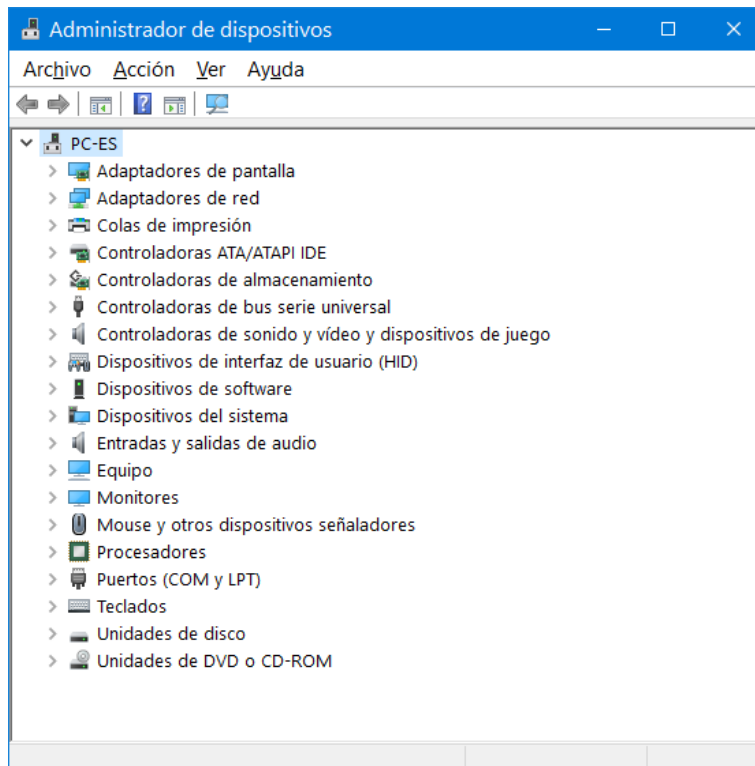 Administrador de dispositivos
Archivo Acción Ver Ayuda
PC-ES
Adaptadores de pantalla
Adaptadores de red
Colas de impresión
Controladoras ATA/ATAPI IDE
Controladoras de almacenamiento
Controladoras de bus serie universal
Controladoras de sonido y vídeo y dispositivos de juego
Dispositivos de interfaz de usuario (HID)
Dispositivos de software
Dispositivos del sistema
Entradas y salidas de audio
Equipo
Monitores
Mouse y otros dispositivos señaladores
Procesadores
Puertos (COM y LPT)
Teclados
Unidades de disco
Unidades de DVD o CD-ROM